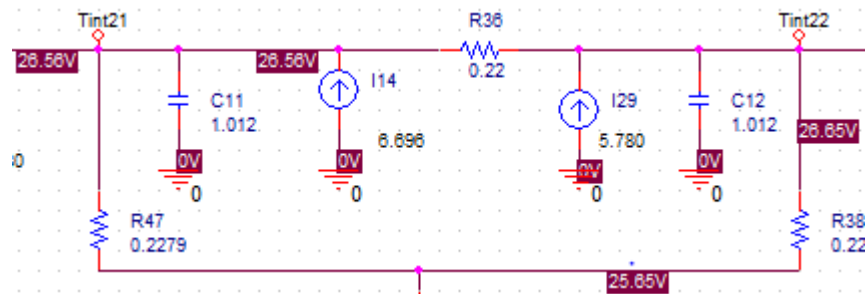 Tint21
R36
Tint22
26.56V
26.56V
0.22
I14
I29
C11
1.012
C12
1.012
26.65V
6.696
5.780
0V
0V
0V
0V
0
0
0
0
R47
0.2279
R38
0.22
25.65V